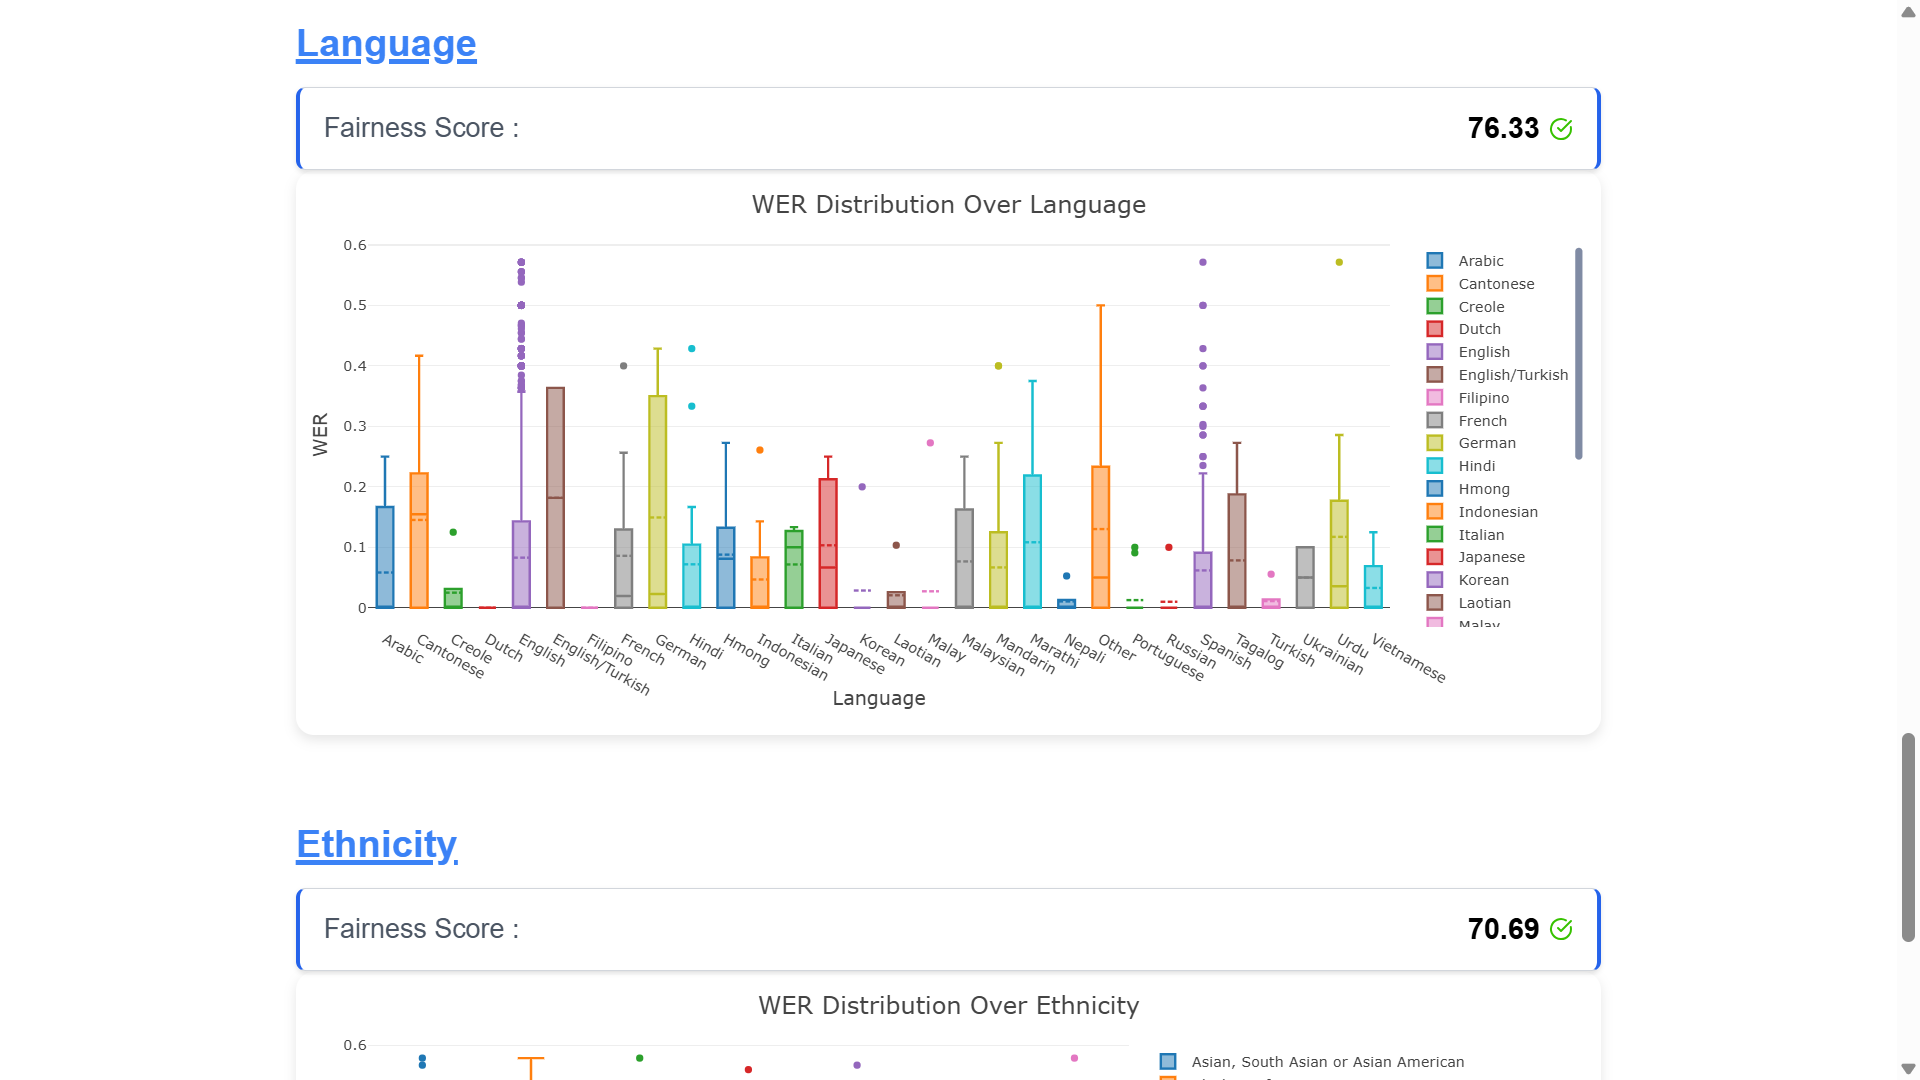 Language
Fairness Score :
76.33
WER Distribution Over Language
0.6
0.5
0.4
0.3
0.2
0.1
0
WER
Arabic
Cantonese
Creole
Dutch
English
English/Turkish
Filipino
French
German
Hindi
Hmong
Indonesian
Italian
Japanese
Korean
Laotian
Malay
Malaysian
Mandarin
Marathi
Nepali
Other
Portuguese
Russian
Spanish
Tagalog
Turkish
Ukrainian
Urdu
Vietnamese
Language
Arabic
Cantonese
Creole
Dutch
English
English/Turkish
Filipino
French
German
Hindi
Hmong
Indonesian
Italian
Japanese
Korean
Laotian
Malay
Ethnicity
Fairness Score :
70.69
WER Distribution Over Ethnicity
0.6
Asian, South Asian or Asian American